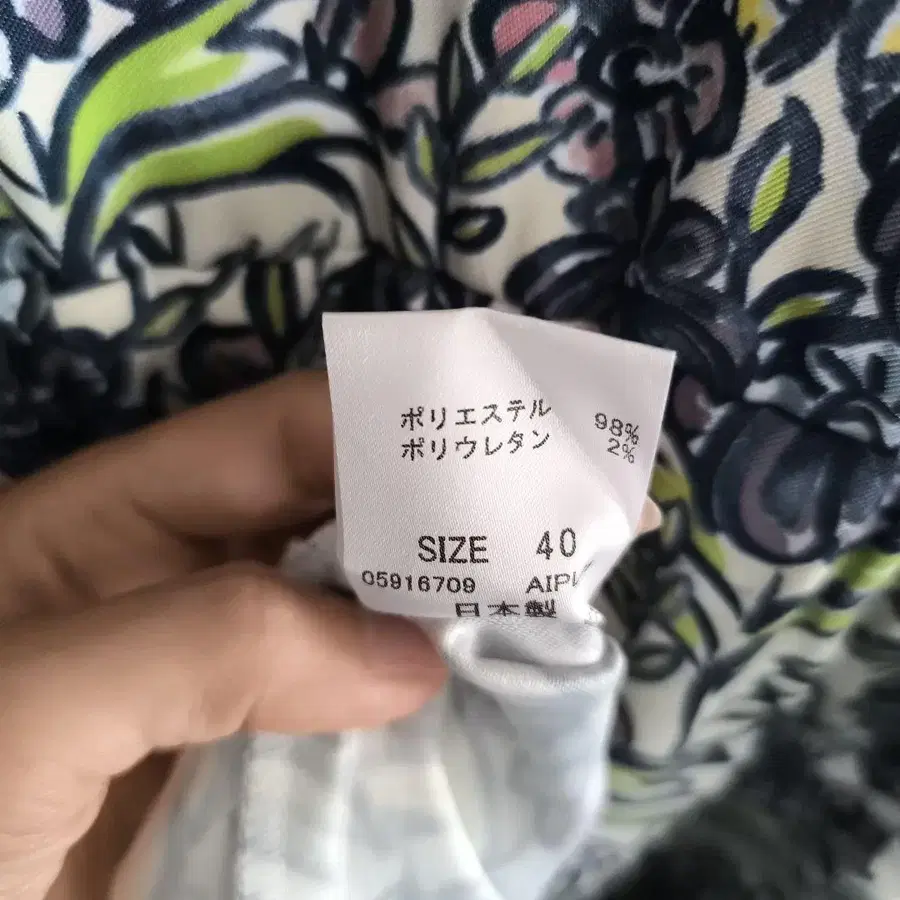 ポリエステル 98%
ポリウレタン 2%
SIZE 40
05916709
日本製